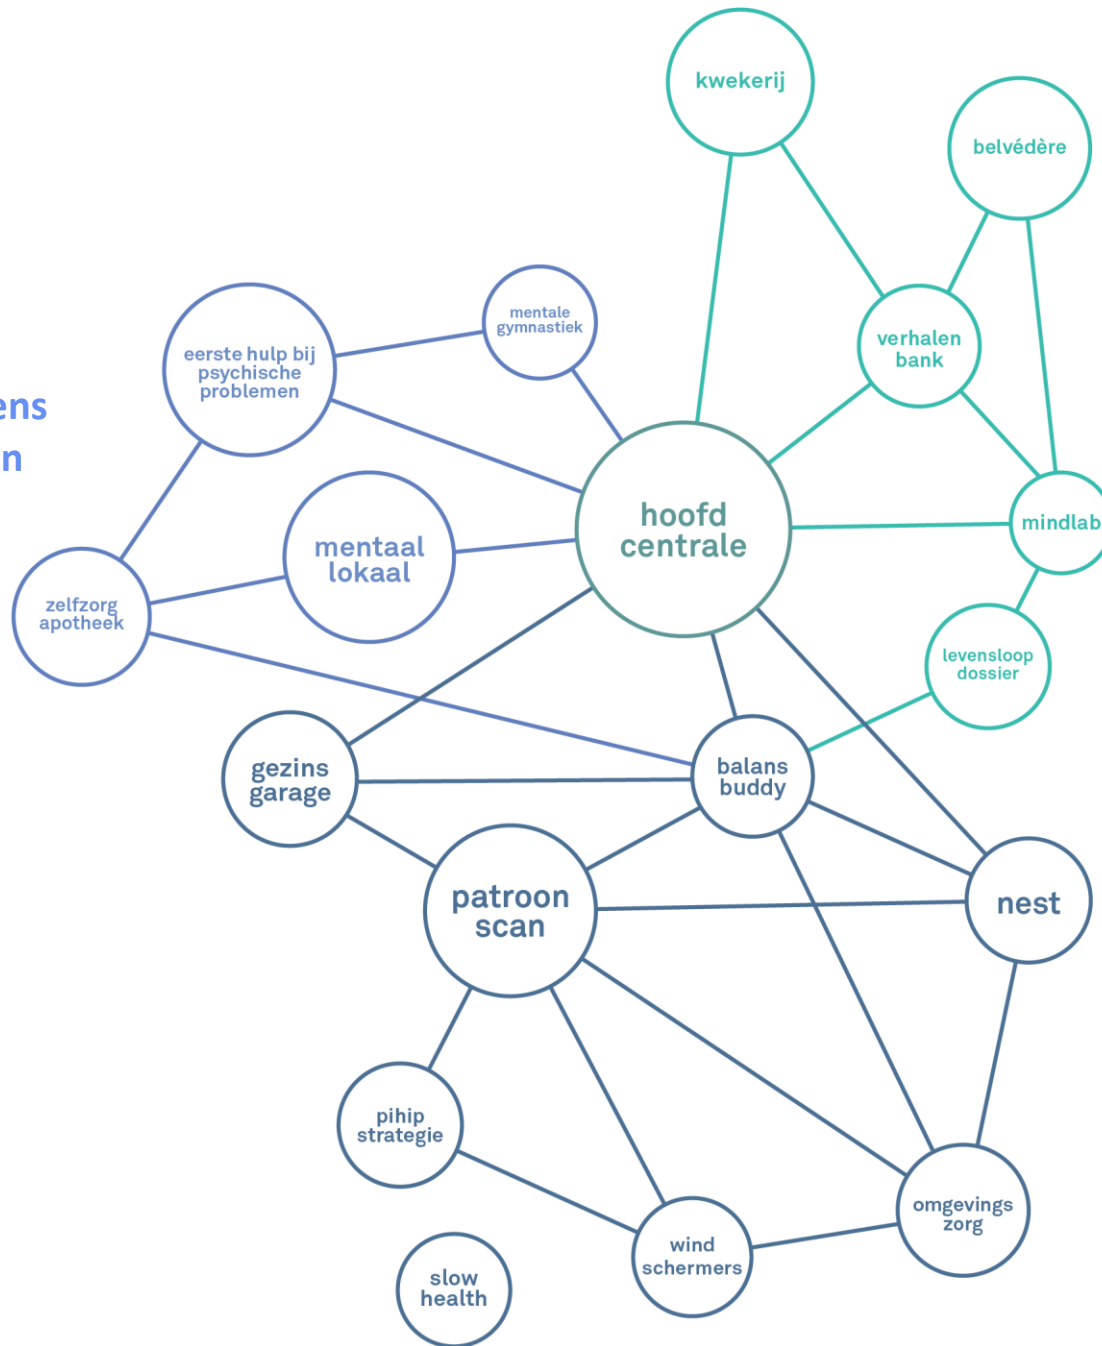 kwekerij
belvédère
mentale
gymnastiek
verhalen
bank
eerste hulp bij
psychische
problemen
hoofd
centrale
mindlab
mentaal
lokaal
zelfzorg
apotheek
levensloop
dossier
gezins
garage
balans
buddy
patroon
scan
nest
pihip
strategie
omgevings
zorg
wind
schermers
slow
health